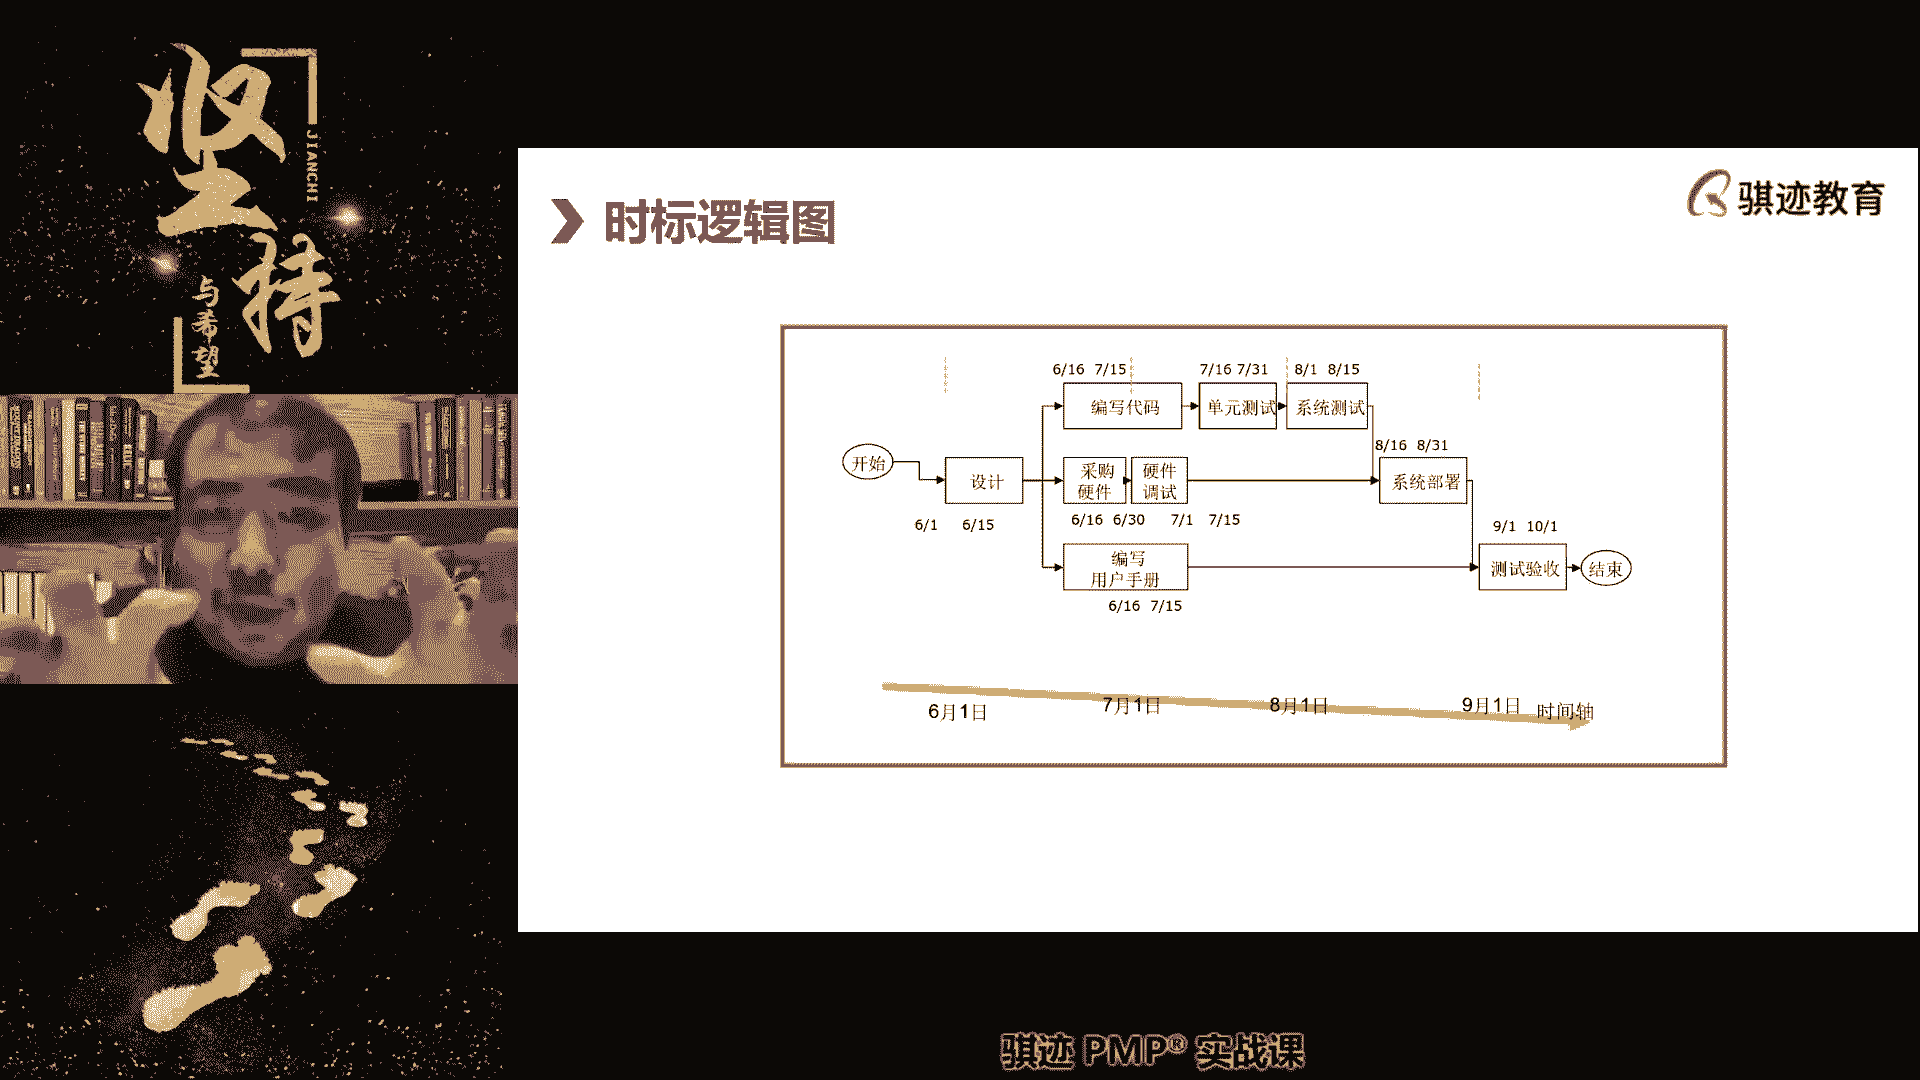 坚持
JIANCHI
与希望
时标逻辑图
骐迹教育
6/16 7/15
7/16 7/31
8/1 8/15
编写代码
单元测试
系统测试
8/16 8/31
开始
设计
采购
硬件
硬件
调试
系统部署
6/1 6/15
6/16 6/30
7/1 7/15
9/1 10/1
编写
用户手册
测试验收
结束
6/16 7/15
6月1日
7月1日
8月1日
9月1日
时间轴
骐迹 PMP® 实战课